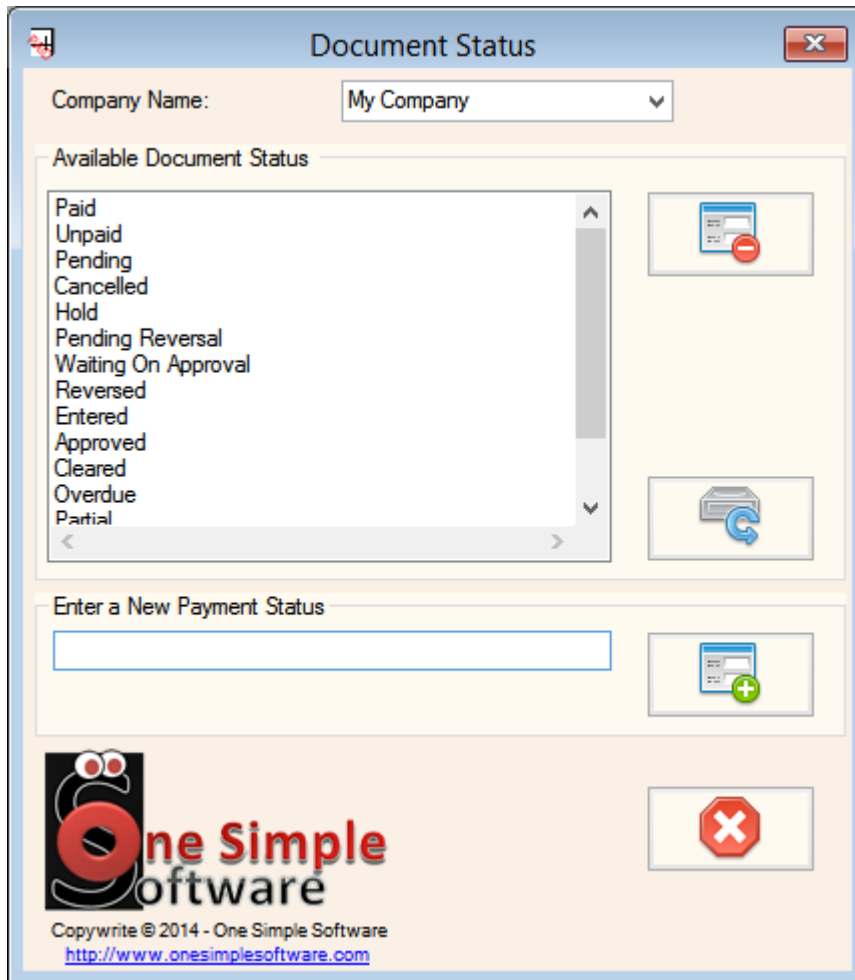 Document Status
Company Name:
My Company
Available Document Status
Paid
Unpaid
Pending
Cancelled
Hold
Pending Reversal
Waiting On Approval
Reversed
Entered
Approved
Cleared
Overdue
Partial
Enter a New Payment Status
One Simple
Software
Copywrite © 2014 - One Simple Software
http://www.onesimplesoftware.com